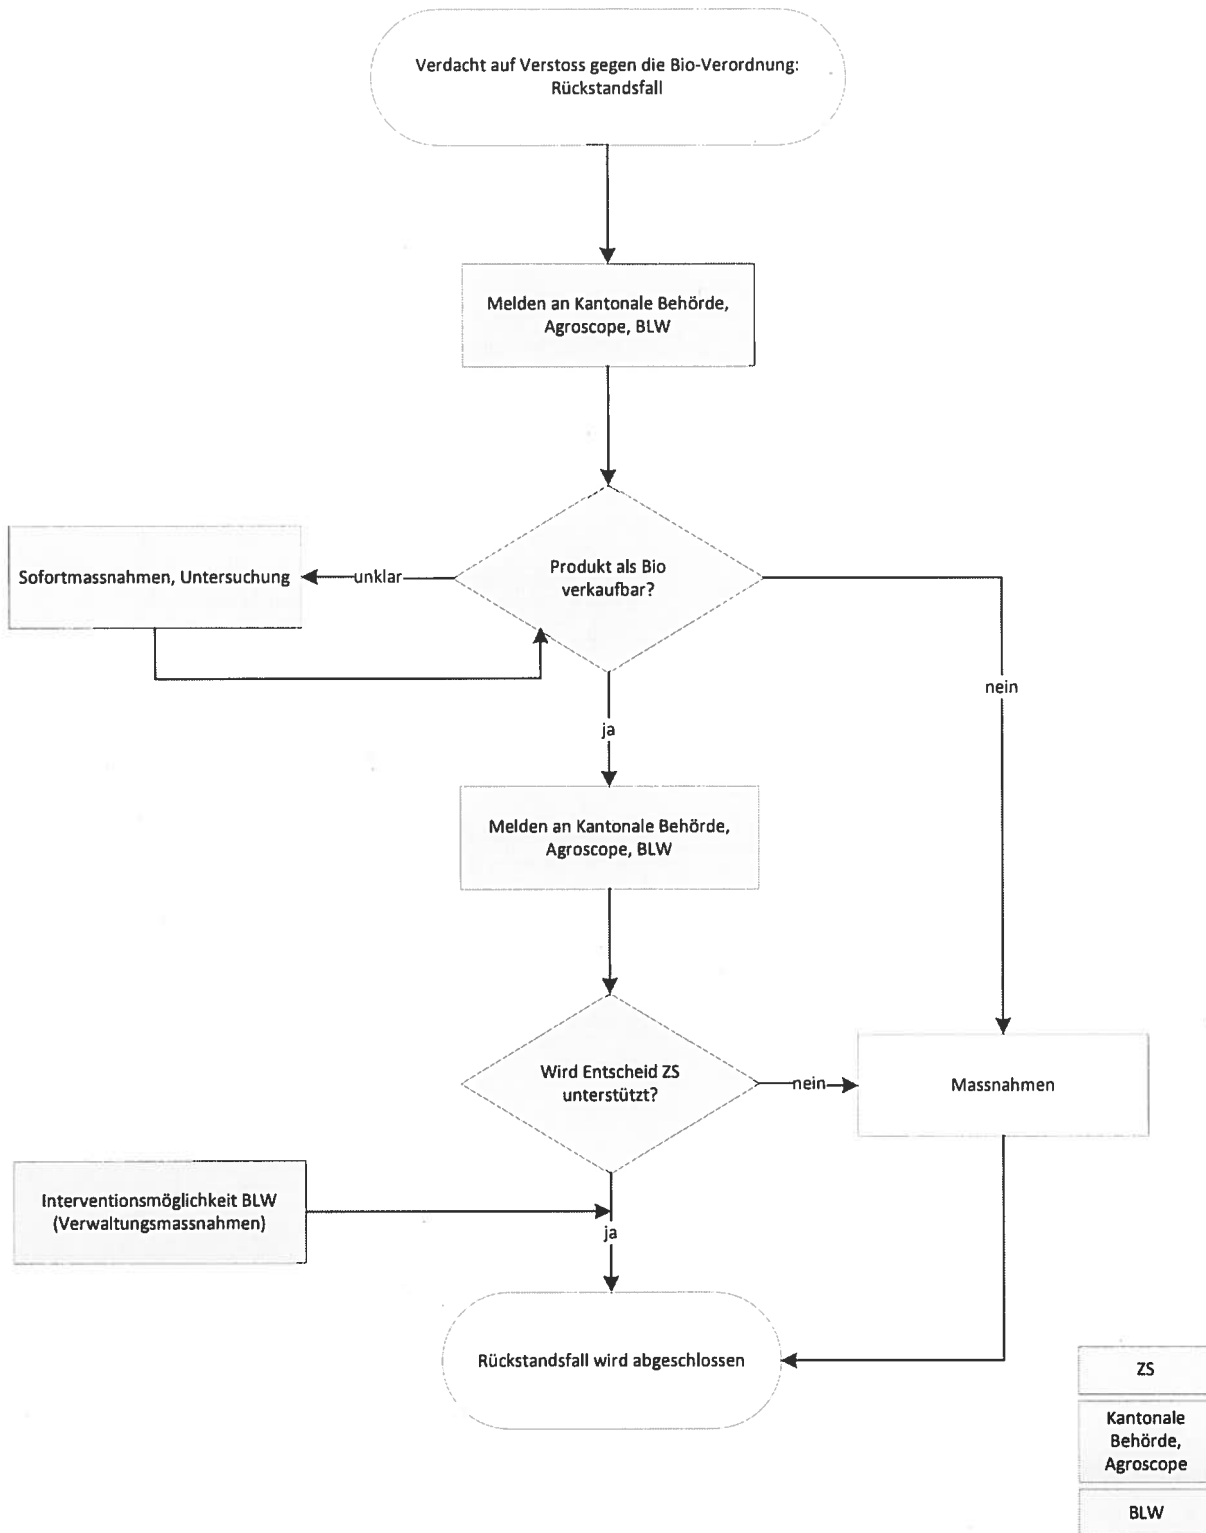 Verdacht auf Verstoss gegen die Bio-Verordnung:
Rückstandsfall
Melden an Kantonale Behörde,
Agroscope, BLW
Produkt als Bio
verkaufbar?
unklar
Sofortmassnahmen, Untersuchung
nein
ja
Melden an Kantonale Behörde,
Agroscope, BLW
Wird Entscheid ZS
unterstützt?
nein
Massnahmen
Interventionsmöglichkeit BLW
(Verwaltungsmassnahmen)
ja
Rückstandsfall wird abgeschlossen
ZS
Kantonale
Behörde,
Agroscope
BLW